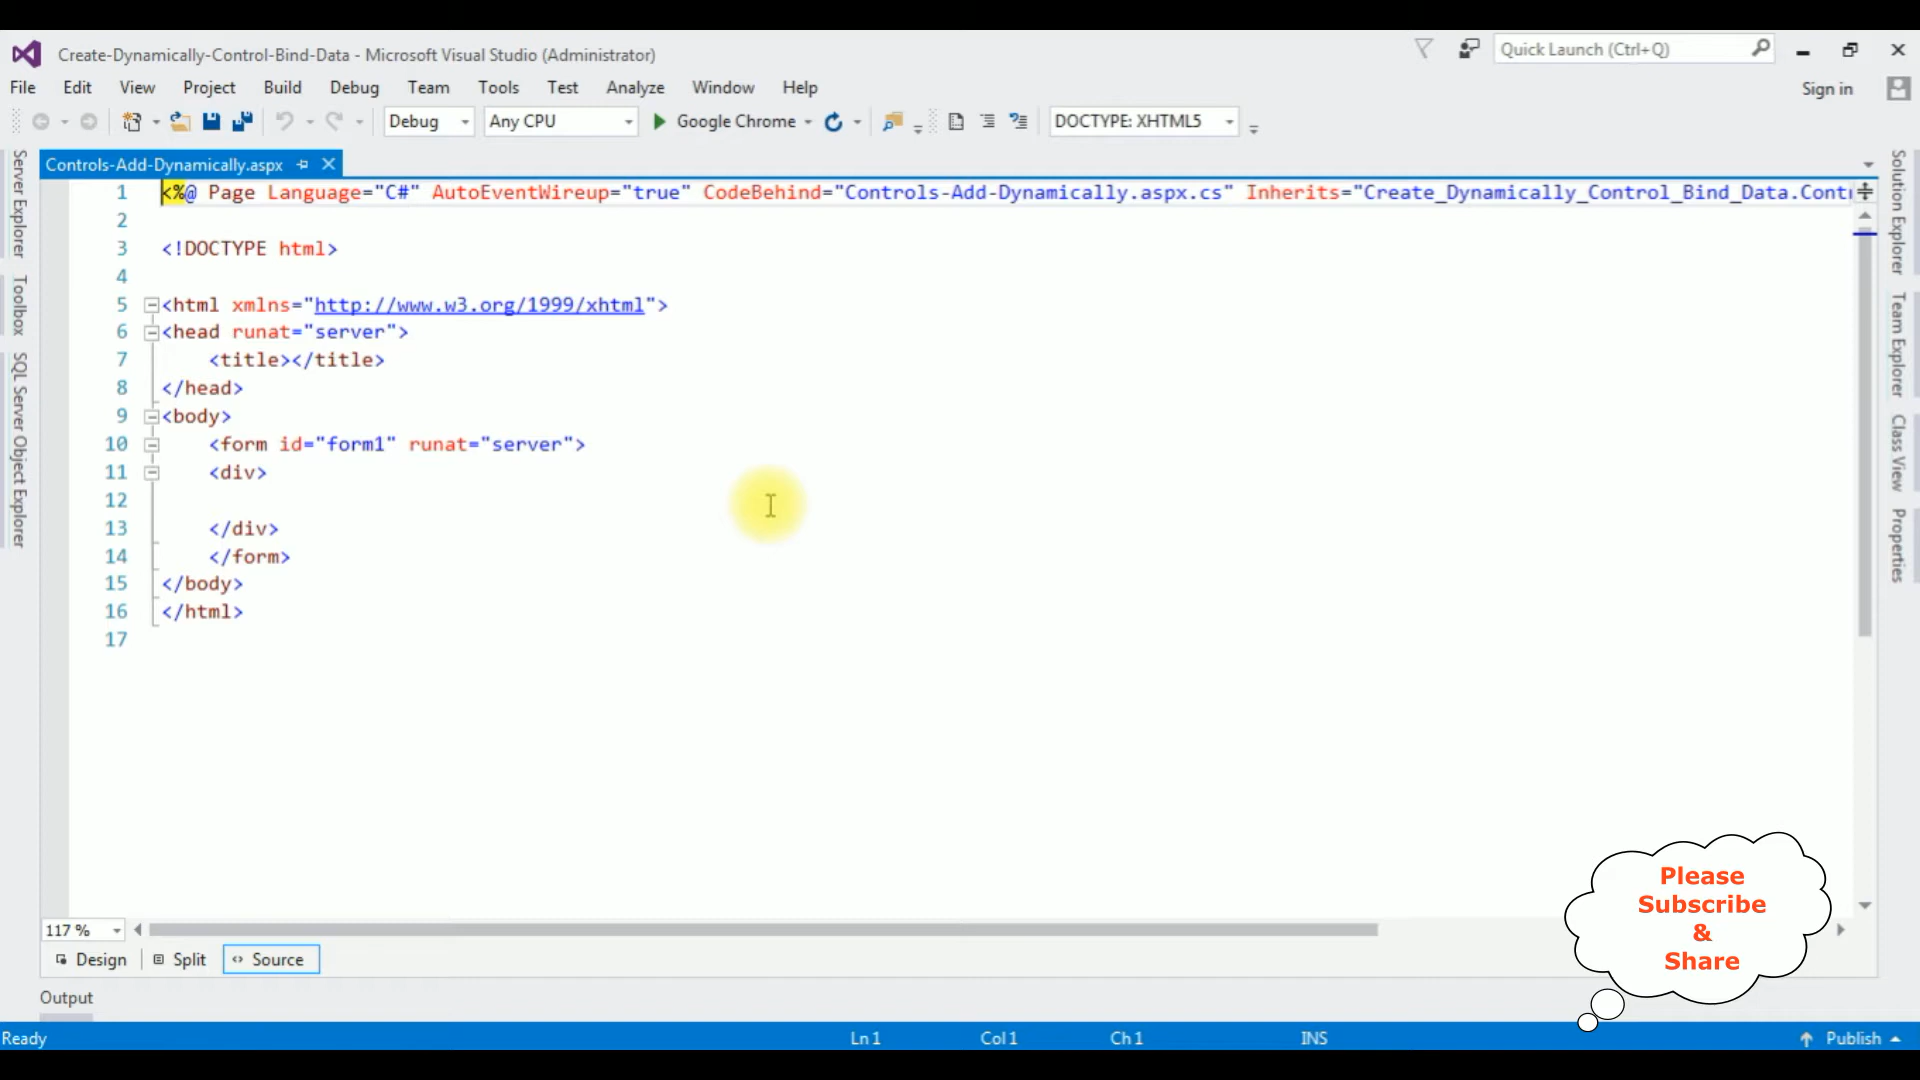 Create-Dynamically-Control-Bind-Data - Microsoft Visual Studio (Administrator)
Quick Launch (Ctrl+Q)
File Edit View Project Build Debug Team Tools Test Analyze Window Help
Sign in
Debug Any CPU Google Chrome DOCTYPE: XHTML5
Server Explorer
Toolbox
SQL Server Object Explorer
Controls-Add-Dynamically.aspx
1 <%@ Page Language="C#" AutoEventWireup="true" CodeBehind="Controls-Add-Dynamically.aspx.cs" Inherits="Create_Dynamically_Control_Bind_Data.Contr
2
3 <!DOCTYPE html>
4
5 <html xmlns="http://www.w3.org/1999/xhtml">
6 <head runat="server">
7 <title></title>
8 </head>
9 <body>
10 <form id="form1" runat="server">
11 <div>
12
13 </div>
14 </form>
15 </body>
16 </html>
17
Solution Explorer
Team Explorer
Class View
Properties
Please
Subscribe
&
Share
117 %
Design Split Source
Output
Ready Ln 1 Col 1 Ch 1 INS Publish